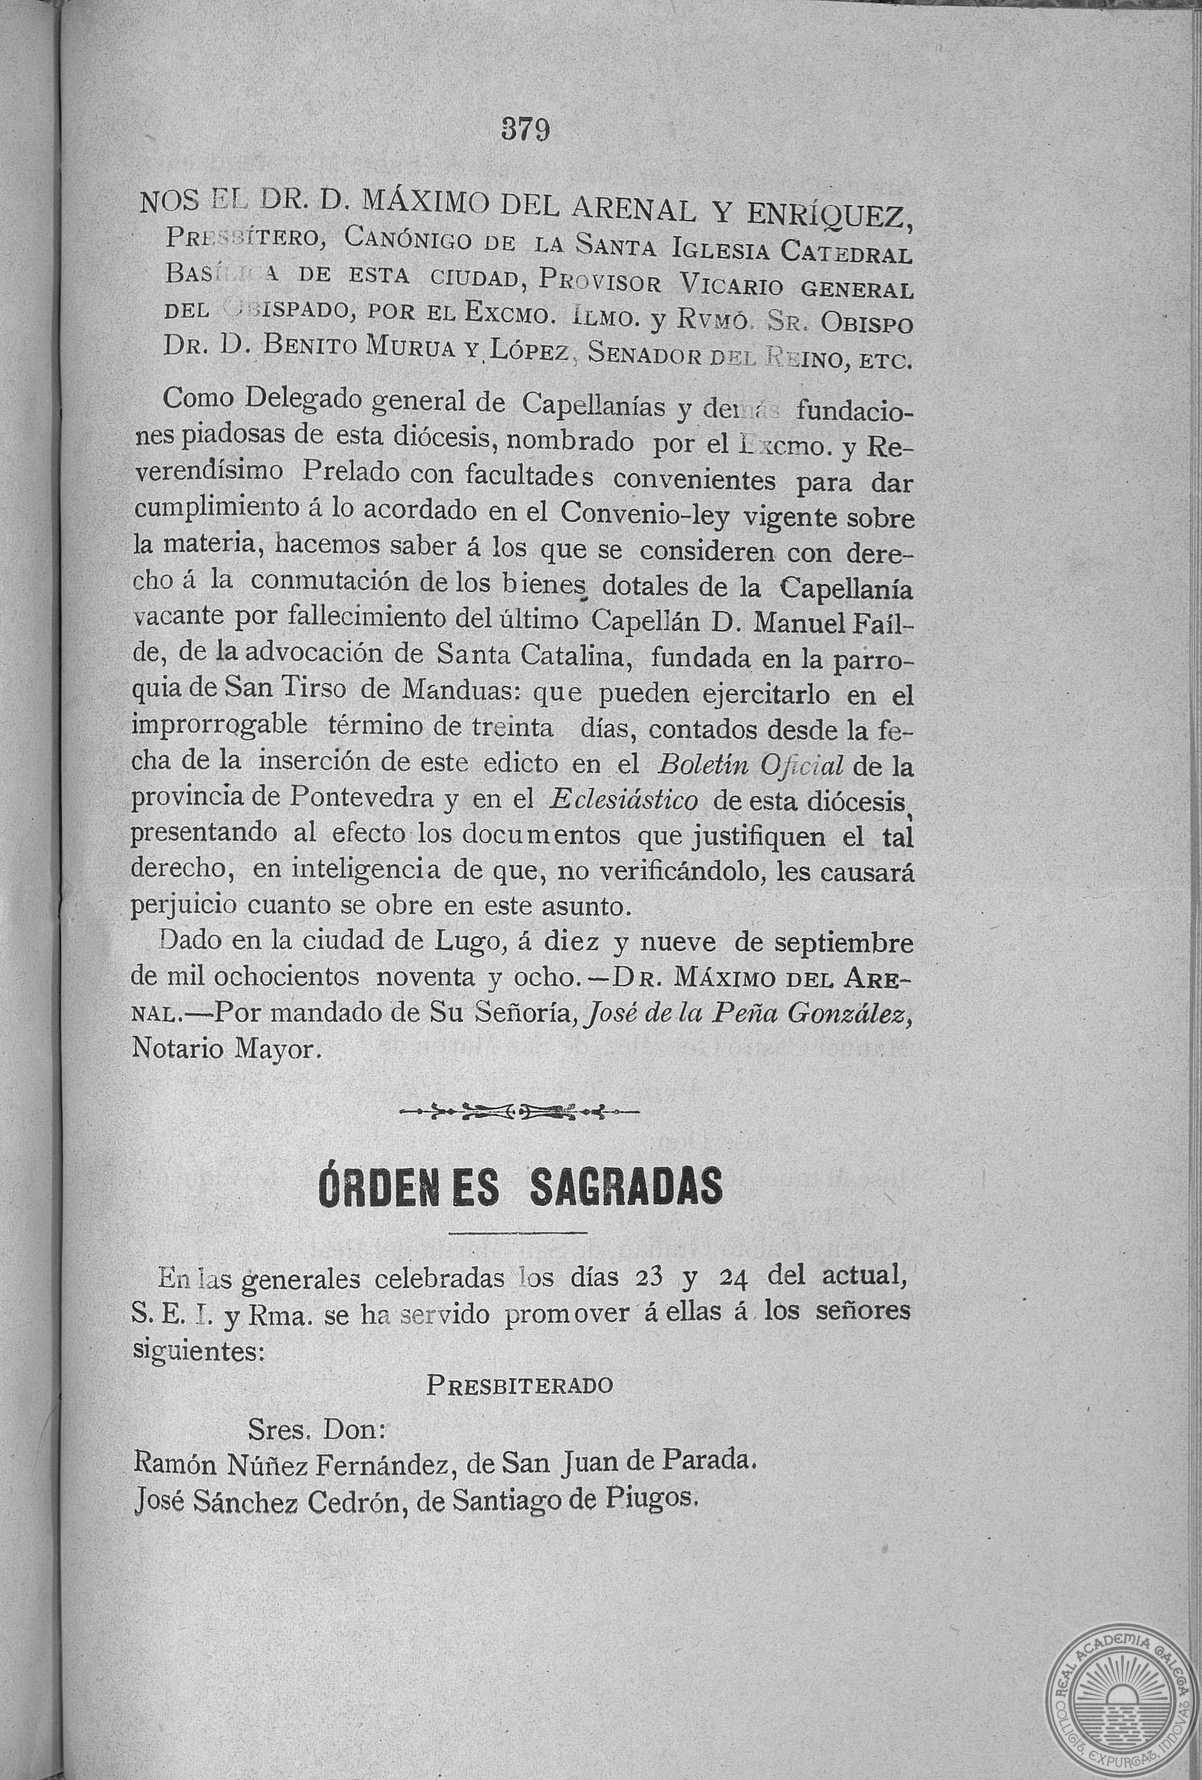 379
NOS EL DR. D. MÁXIMO DEL ARENAL Y ENRÍQUEZ,
PRESBÍTERO, CANÓNIGO DE LA SANTA IGLESIA CATEDRAL
BASÍLICA DE ESTA CIUDAD, PROVISOR VICARIO GENERAL
DEL OBISPADO, POR EL EXCMO. ILMO. y RVMO. SR. OBISPO
DR. D. BENITO MURUA Y LÓPEZ, SENADOR DEL REINO, ETC.
Como Delegado general de Capellanías y demás fundacio-
nes piadosas de esta diócesis, nombrado por el Excmo. y Re-
verendísimo Prelado con facultades convenientes para dar
cumplimiento á lo acordado en el Convenio-ley vigente sobre
la materia, hacemos saber á los que se consideren con dere-
cho á la conmutación de los bienes dotales de la Capellanía
vacante por fallecimiento del último Capellán D. Manuel Faíl-
de, de la advocación de Santa Catalina, fundada en la parro-
quia de San Tirso de Manduas: que pueden ejercitarlo en el
improrrogable término de treinta días, contados desde la fe-
cha de la inserción de este edicto en el Boletín Oficial de la
provincia de Pontevedra y en el Eclesiástico de esta diócesis,
presentando al efecto los documentos que justifiquen el tal
derecho, en inteligencia de que, no verificándolo, les causará
perjuicio cuanto se obre en este asunto.
Dado en la ciudad de Lugo, á diez y nueve de septiembre
de mil ochocientos noventa y ocho.—DR. MÁXIMO DEL ARE-
NAL.—Por mandado de Su Señoría, José de la Peña González,
Notario Mayor.
ÓRDENES SAGRADAS
En las generales celebradas los días 23 y 24 del actual,
S. E. I. y Rma. se ha servido promover á ellas á los señores
siguientes:
PRESBITERADO
Sres. Don:
Ramón Núñez Fernández, de San Juan de Parada.
José Sánchez Cedrón, de Santiago de Piugos.
REAL ACADEMIA GALEGA
COLLIGIT, EXPURGAT, INNOVAT